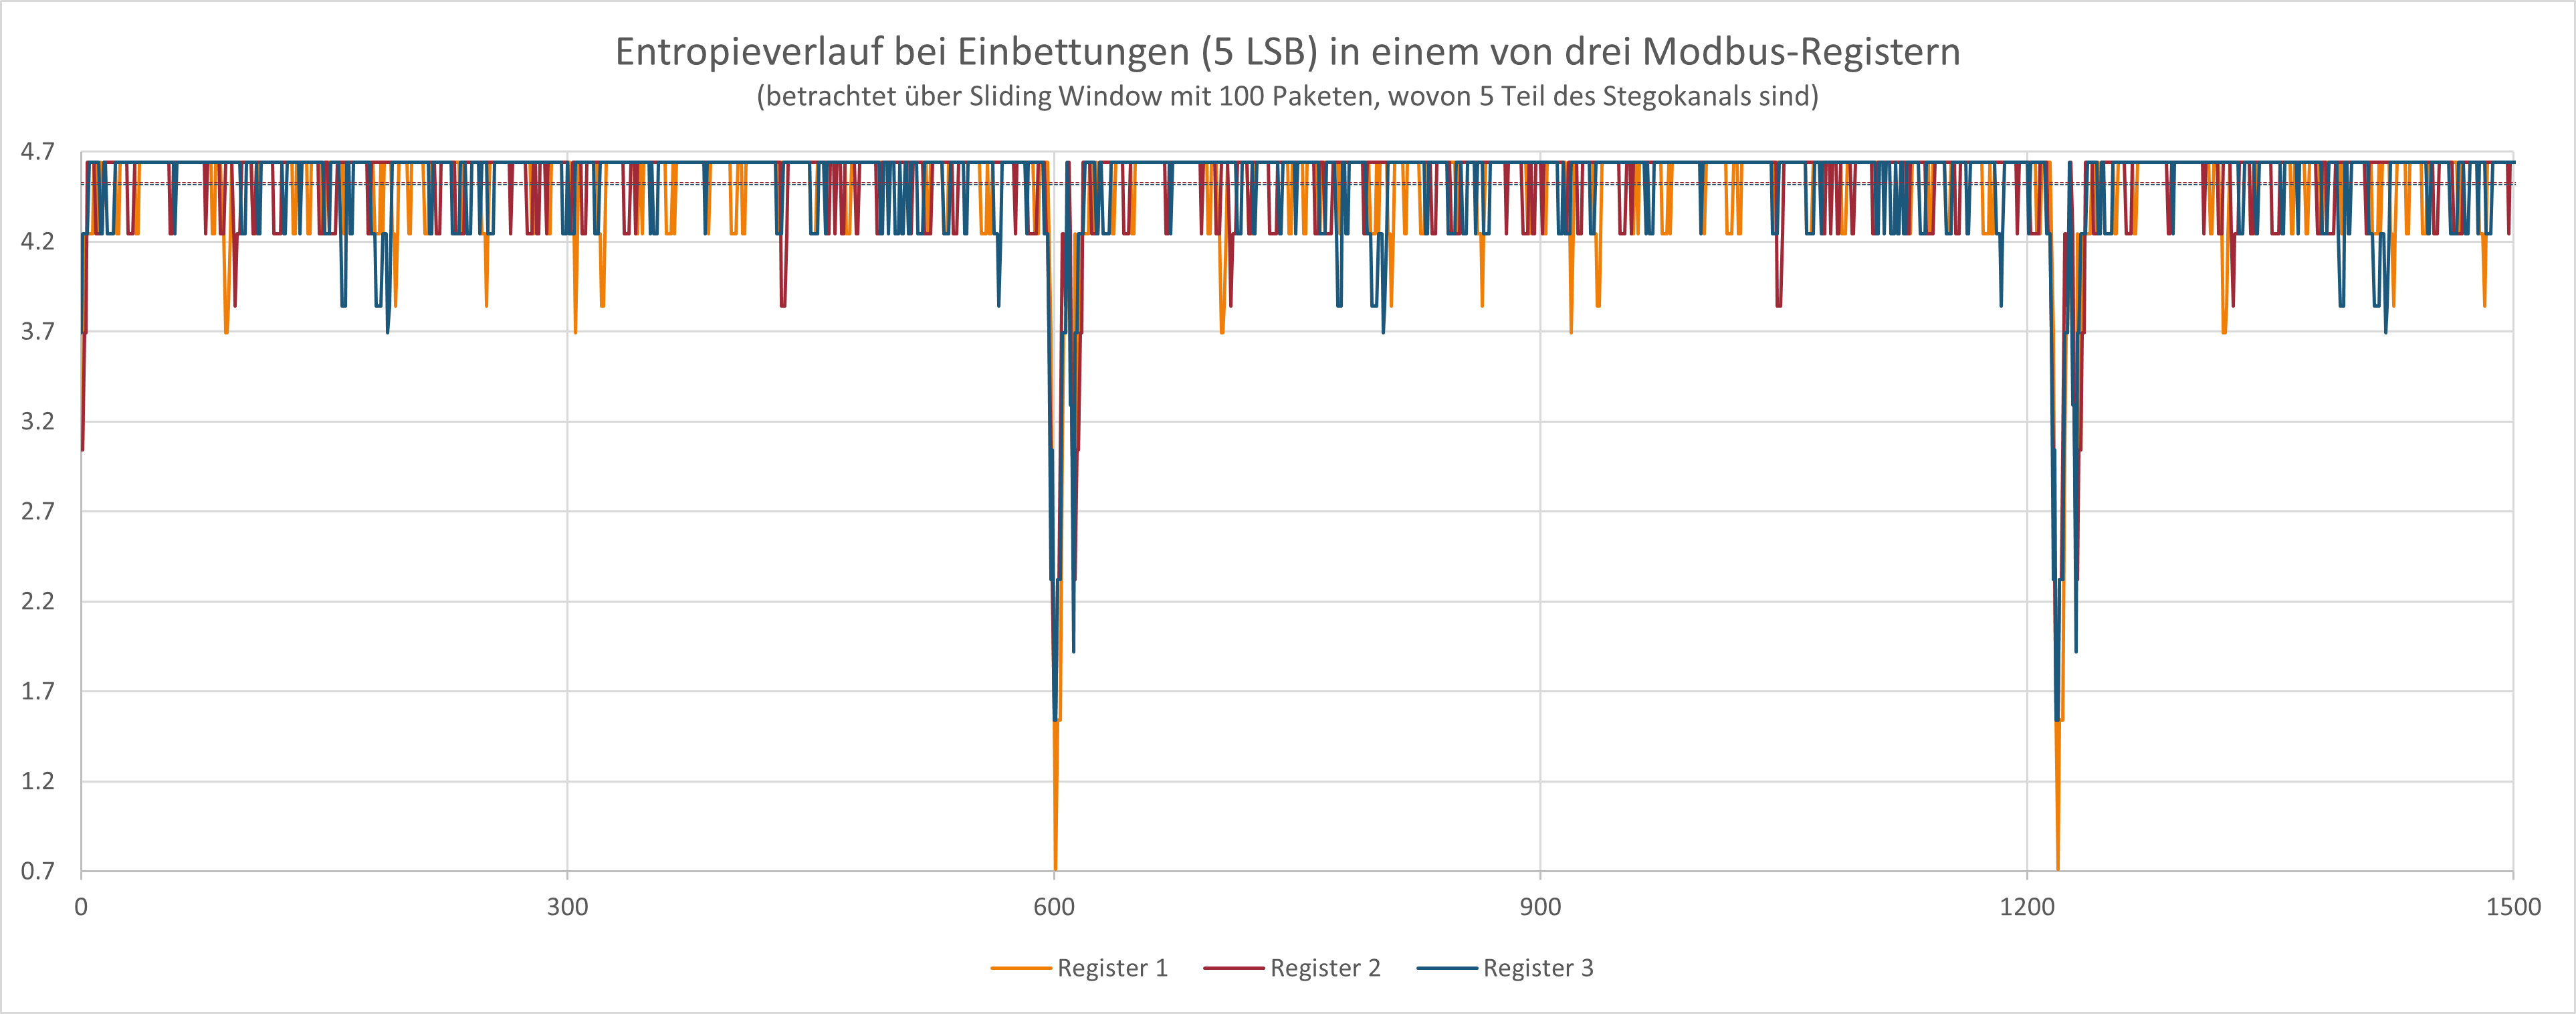 Entropieverlauf bei Einbettungen (5 LSB) in einem von drei Modbus-Registern
(betrachtet über Sliding Window mit 100 Paketen, wovon 5 Teil des Stegokanals sind)
4.7
4.2
3.7
3.2
2.7
2.2
1.7
1.2
0.7
0 300 600 900 1200 1500
Register 1 Register 2 Register 3